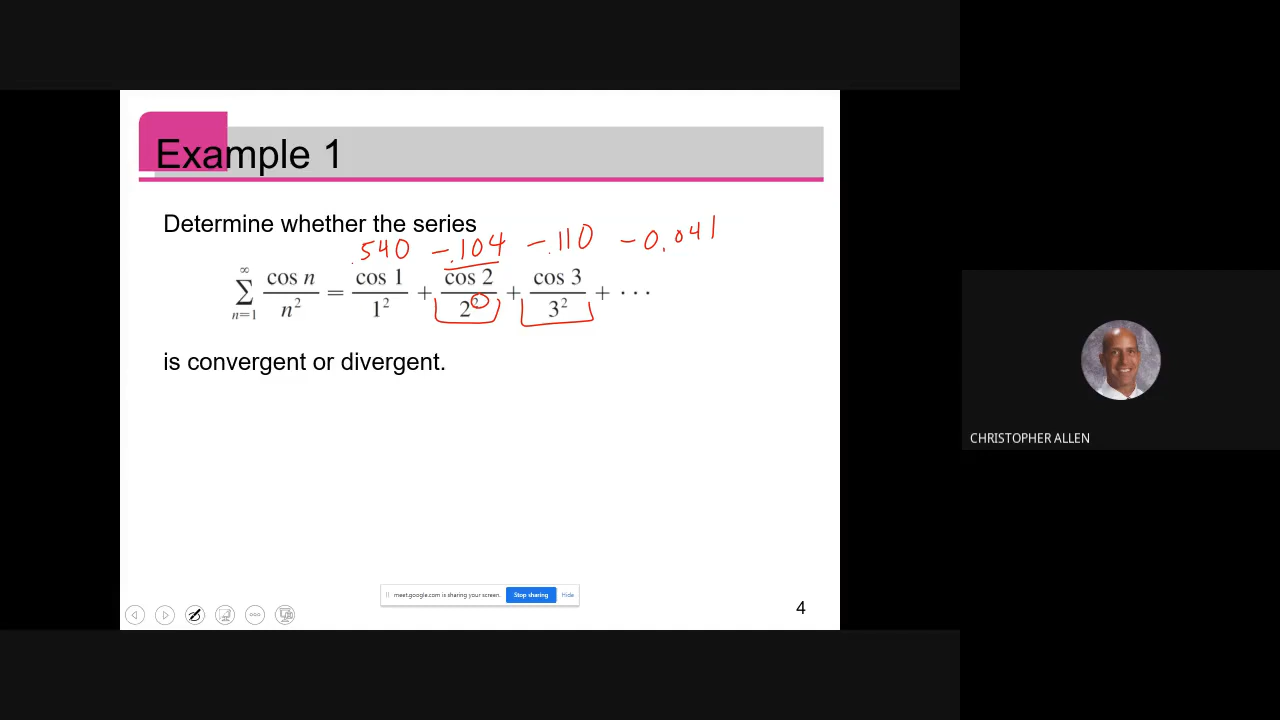 Example 1
Determine whether the series
.540 -.104 -.110 -0.041
∞ ∑ n=1 cos n / n² = cos 1 / 1² + cos 2 / 2² + cos 3 / 3² + ···
is convergent or divergent.
CHRISTOPHER ALLEN
meet.google.com is sharing your screen. Stop sharing Hide
4